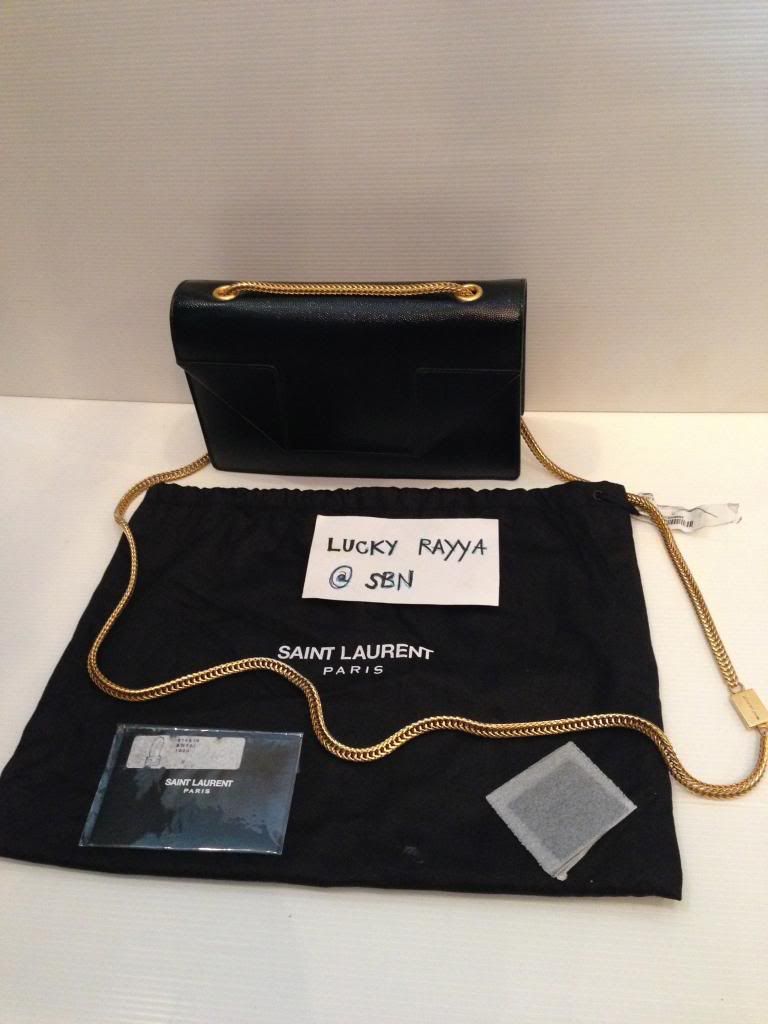 LUCKY RAYYA
@ SBN
SAINT LAURENT
PARIS
SAINT LAURENT
PARIS